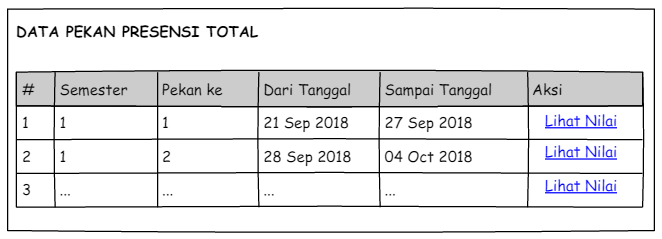 DATA PEKAN PRESENSI TOTAL
# Semester Pekan ke Dari Tanggal Sampai Tanggal Aksi
1 1 1 21 Sep 2018 27 Sep 2018 Lihat Nilai
2 1 2 28 Sep 2018 04 Oct 2018 Lihat Nilai
3 ... ... ... ... Lihat Nilai